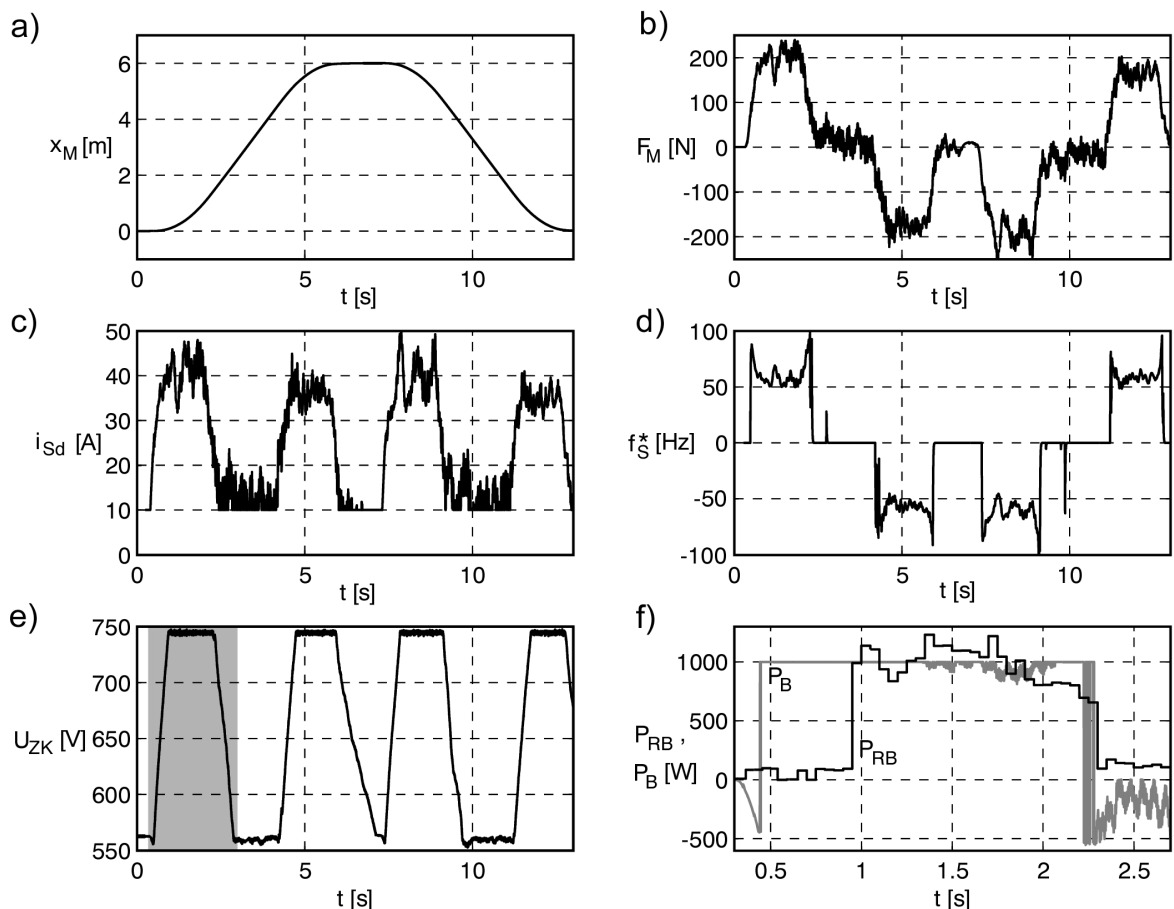 a)
6
4
x_M [m]
2
0
0
5
10
t [s]
b)
200
100
F_M [N]
0
-100
-200
0
5
10
t [s]
c)
50
40
30
i_Sd [A]
20
10
0
0
5
10
t [s]
d)
100
50
f*_S [Hz]
0
-50
-100
0
5
10
t [s]
e)
750
700
U_ZK [V]
650
600
550
0
5
10
t [s]
f)
1000
P_B
500
P_RB ,
P_RB
P_B [W]
0
-500
0.5
1
1.5
2
2.5
t [s]